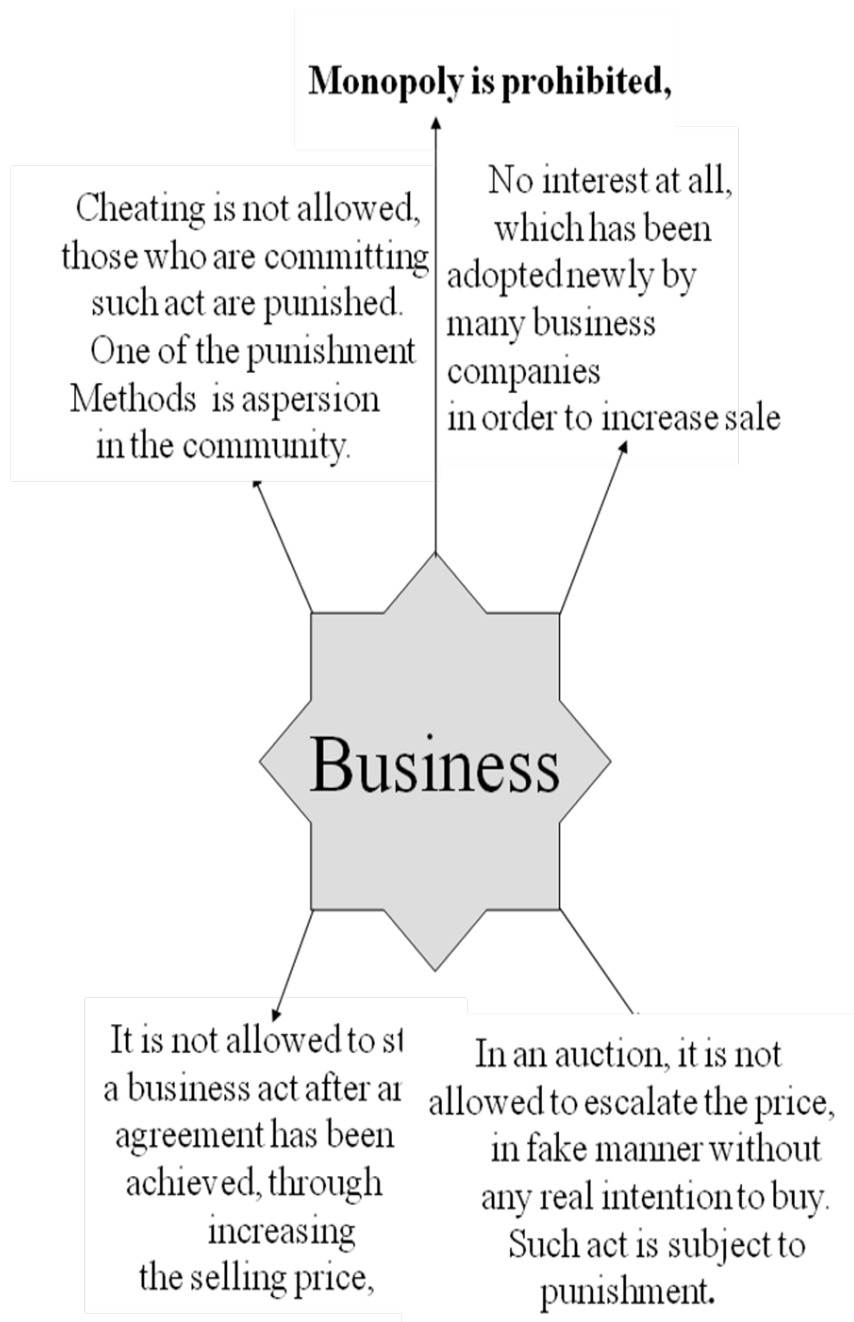 Monopoly is prohibited,
Cheating is not allowed,
those who are committing
such act are punished.
One of the punishment
Methods is aspersion
in the community.
No interest at all,
which has been
adopted newly by
many business
companies
in order to increase sale
Business
It is not allowed to
a business act after
agreement has been
achieved, through
increasing
the selling price,
In an auction, it is not
allowed to escalate the price,
in fake manner without
any real intention to buy.
Such act is subject to
punishment.